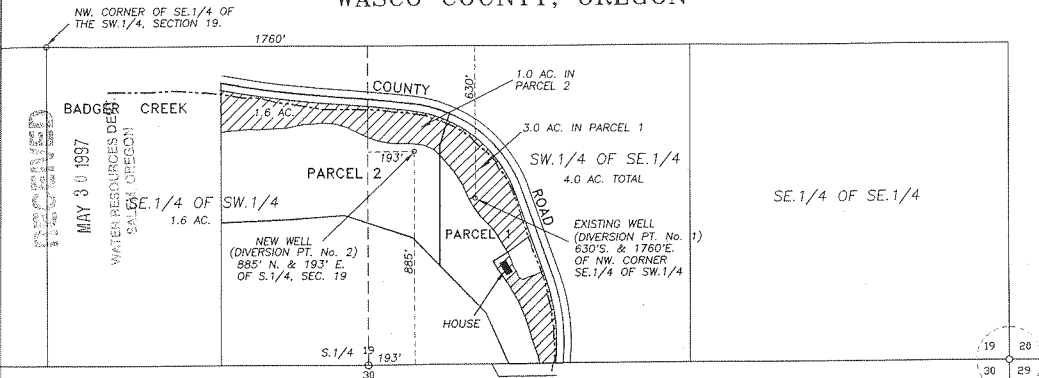 WASCO COUNTY, OREGON
NW. CORNER OF SE.1/4 OF
THE SW.1/4, SECTION 19.
1760'
COUNTY
630'
1.0 AC. IN
PARCEL 2
BADGER CREEK
1.6 AC.
3.0 AC. IN PARCEL 1
RECEIVED
MAY 30 1997
WATER RESOURCES DEPT.
SALEM, OREGON
193'
SW.1/4 OF SE.1/4
4.0 AC. TOTAL
PARCEL 2
SE.1/4 OF SW.1/4
1.6 AC.
SE.1/4 OF SE.1/4
ROAD
NEW WELL
(DIVERSION PT. No. 2)
885' N. & 193' E.
OF S.1/4, SEC. 19
885'
PARCEL 1
EXISTING WELL
(DIVERSION PT. No. 1)
630'S. & 1760'E.
OF NW. CORNER
SE.1/4 OF SW.1/4
HOUSE
S.1/4 19 193'
30
19 20
30 29